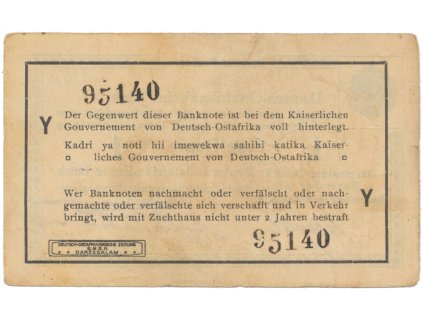 95140
Y
Der Gegenwert dieser Banknote ist bei dem Kaiserlichen
Gouvernement von Deutsch-Ostafrika voll hinterlegt.
Kadri ya noti hii imewekwa sahihi katika Kaiser-
liches Gouvernement von Deutsch-Ostafrika
Wer Banknoten nachmacht oder verfälscht oder nach-
gemachte oder verfälschte sich verschafft und in Verkehr
bringt, wird mit Zuchthaus nicht unter 2 Jahren bestraft
Y
95140
DEUTSCH-OSTAFRIKANISCHE ZEITUNG
G.M.B.H.
DARESSALAM